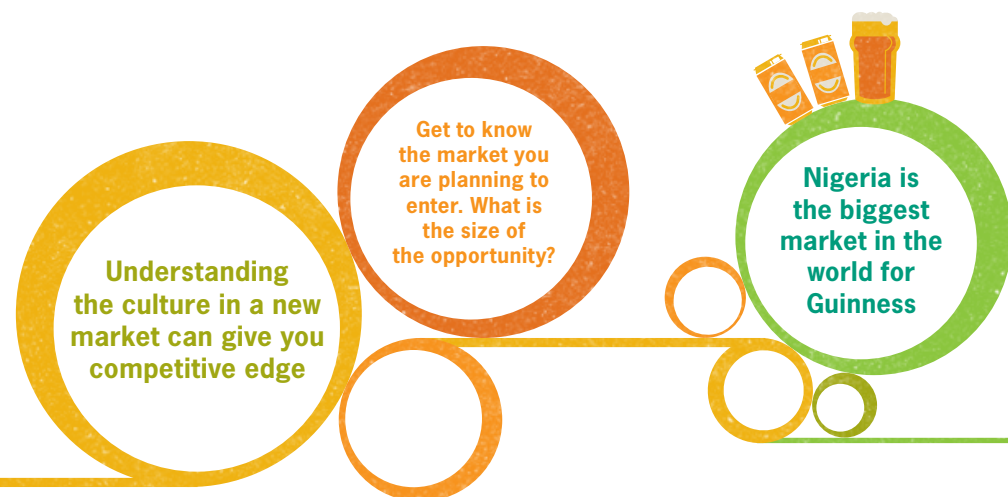 Understanding
the culture in a new
market can give you
competitive edge
Get to know
the market you
are planning to
enter. What is
the size of
the opportunity?
Nigeria is
the biggest
market in the
world for
Guinness